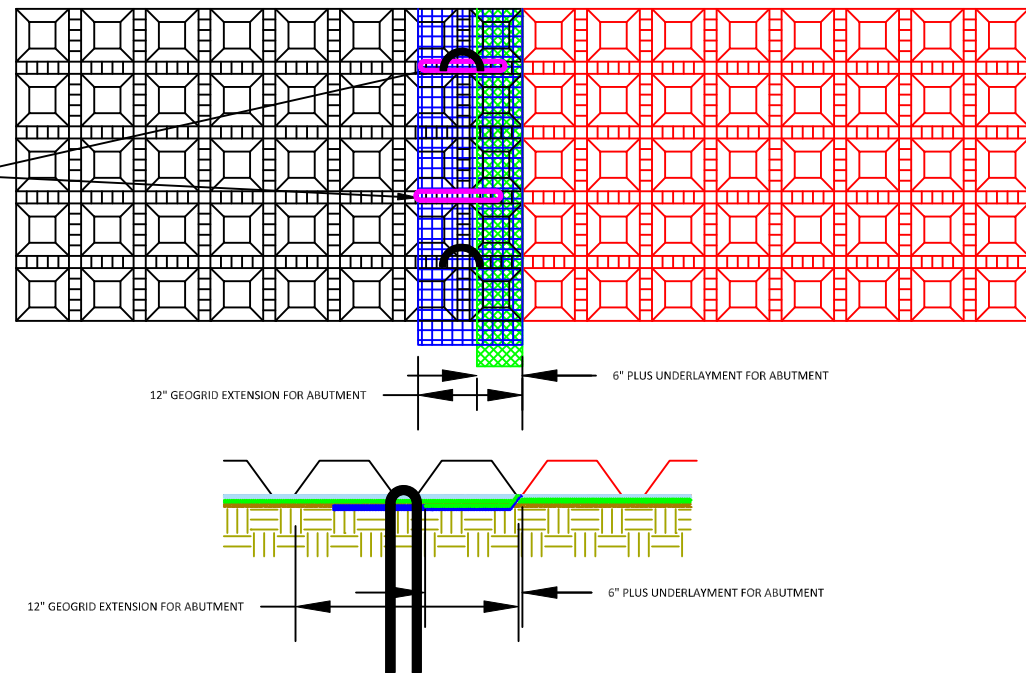 6" PLUS UNDERLAYMENT FOR ABUTMENT
12" GEOGRID EXTENSION FOR ABUTMENT
6" PLUS UNDERLAYMENT FOR ABUTMENT
12" GEOGRID EXTENSION FOR ABUTMENT